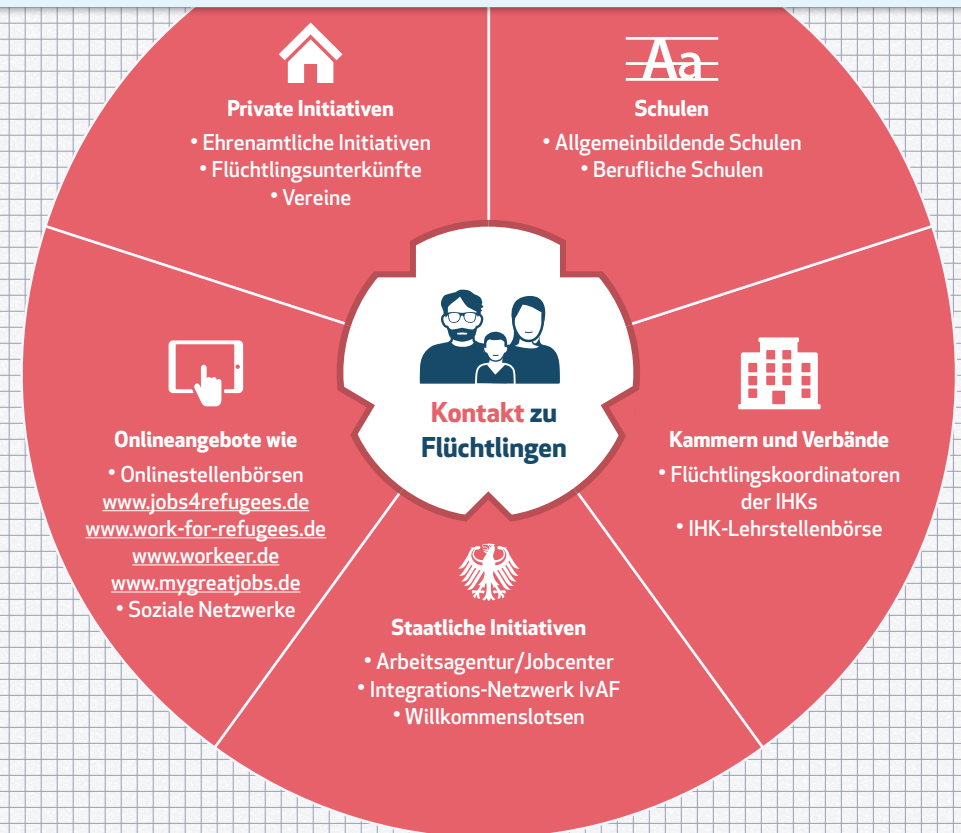 Private Initiativen
• Ehrenamtliche Initiativen
• Flüchtlingsunterkünfte
• Vereine
Aa
Schulen
• Allgemeinbildende Schulen
• Berufliche Schulen
Kontakt zu
Flüchtlingen
Onlineangebote wie
• Onlinestellenbörsen
www.jobs4refugees.de
www.work-for-refugees.de
www.workeer.de
www.mygreatjobs.de
• Soziale Netzwerke
Kammern und Verbände
• Flüchtlingskoordinatoren
der IHKs
• IHK-Lehrstellenbörse
Staatliche Initiativen
• Arbeitsagentur/Jobcenter
• Integrations-Netzwerk IvAF
• Willkommenslotsen